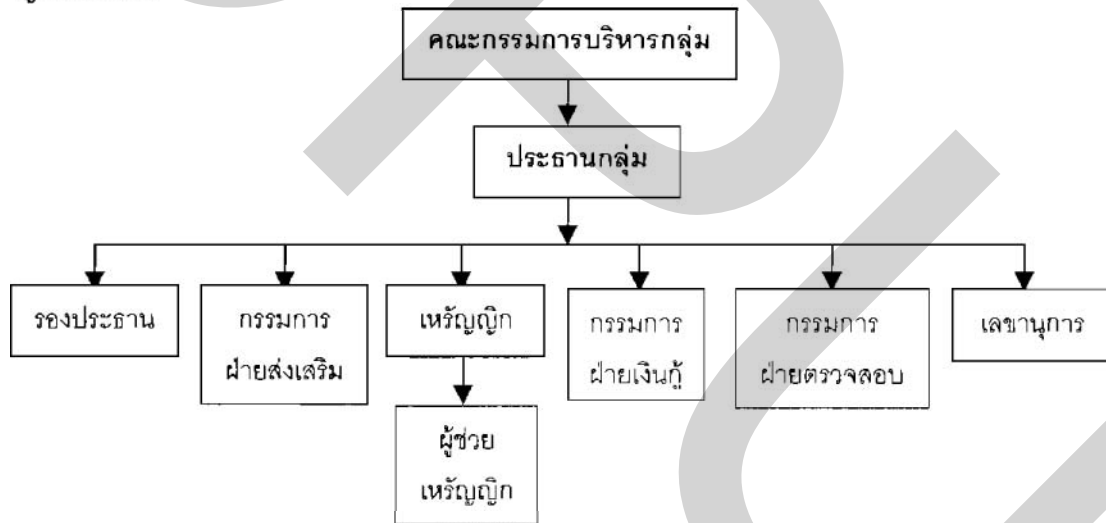 คณะกรรมการบริหารกลุ่ม
ประธานกลุ่ม
รองประธาน
กรรมการ
ฝ่ายส่งเสริม
เหรัญญิก
กรรมการ
ฝ่ายเงินกู้
กรรมการ
ฝ่ายตรวจสอบ
เลขานุการ
ผู้ช่วย
เหรัญญิก